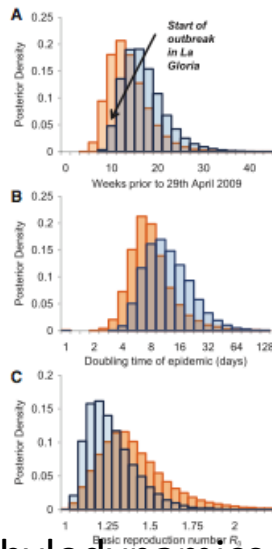 A
0.25
0.2
0.15
0.1
0.05
0
Posterior Density
Start of
outbreak
in La
Gloria
0 10 20 30 40
Weeks prior to 29th April 2009
B
0.25
0.2
0.15
0.1
0.05
0
Posterior Density
1 2 4 8 16 32 64 128
Doubling time of epidemic (days)
C
0.2
0.15
0.1
0.05
0
Posterior Density
1 1.25 1.5 1.75 2
Basic reproduction number R₀